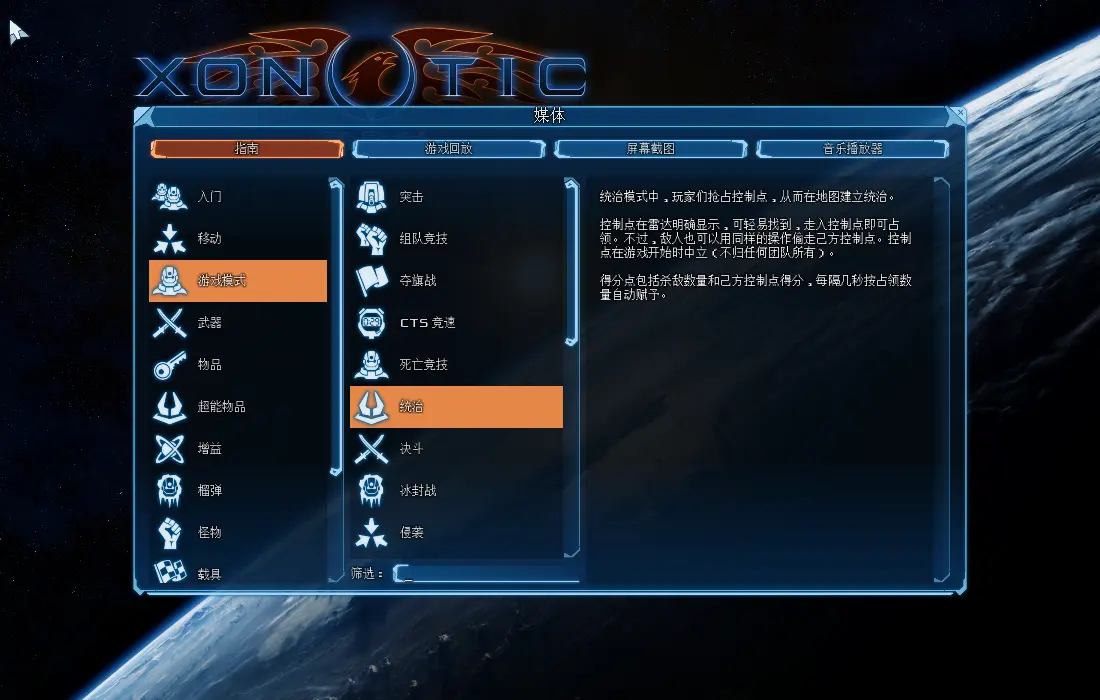 XONOTIC
媒体
指南
游戏回放
屏幕截图
音乐播放器
入门
移动
游戏模式
武器
物品
超能物品
增益
榴弹
怪物
载具
突击
组队竞技
夺旗战
CTS 竞速
死亡竞技
统治
决斗
冰封战
侵袭
筛选：
统治模式中，玩家们抢占控制点，从而在地图建立统治。
控制点在雷达明确显示，可轻易找到，走入控制点即可占
领。不过，敌人也可以用同样的操作偷走己方控制点。控制
点在游戏开始时中立（不归任何团队所有）。
得分点包括杀敌数量和己方控制点得分，每隔几秒按占领数
量自动赋予。